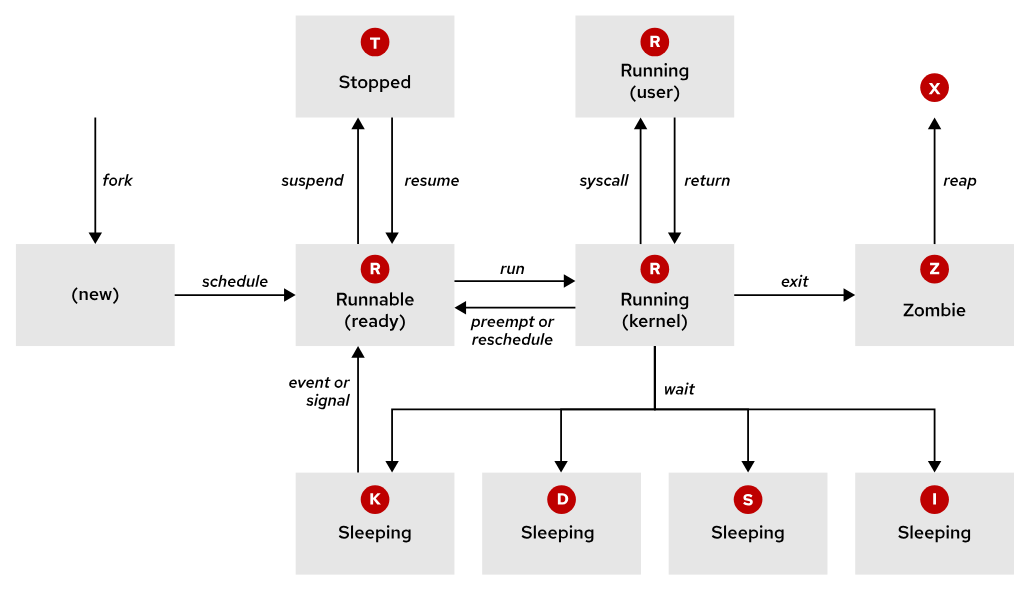 T
Stopped
R
Running
(user)
X
fork
suspend
resume
syscall
return
reap
(new)
schedule
R
Runnable
(ready)
run
preempt or
reschedule
R
Running
(kernel)
exit
Z
Zombie
event or
signal
wait
K
Sleeping
D
Sleeping
S
Sleeping
I
Sleeping